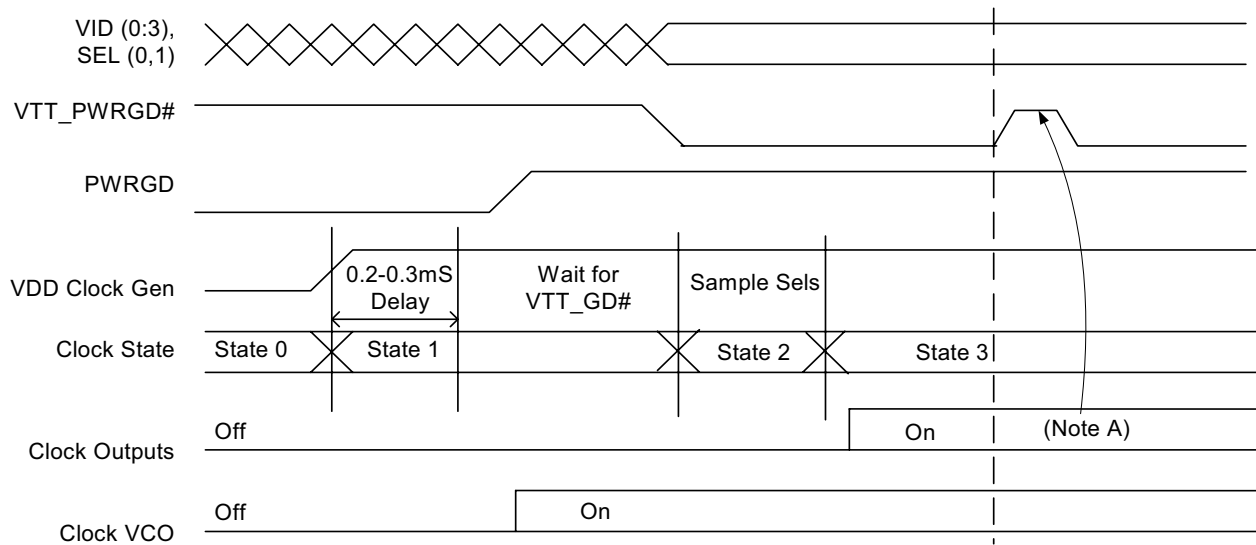 VID (0:3),
SEL (0,1)
VTT_PWRGD#
PWRGD
VDD Clock Gen
0.2-0.3mS
Delay
Wait for
VTT_GD#
Sample Sels
Clock State
State 0
State 1
State 2
State 3
Clock Outputs
Off
On
(Note A)
Clock VCO
Off
On